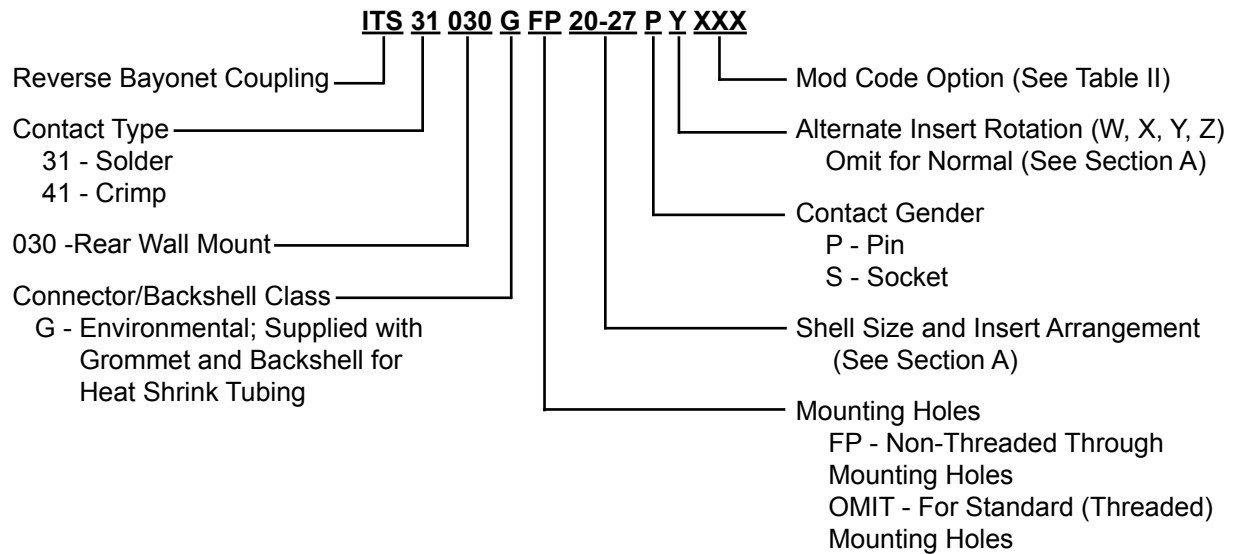 ITS 31 030 G FP 20-27 P Y XXX
Reverse Bayonet Coupling
Contact Type
31 - Solder
41 - Crimp
030 -Rear Wall Mount
Connector/Backshell Class
G - Environmental; Supplied with
Grommet and Backshell for
Heat Shrink Tubing
Mod Code Option (See Table II)
Alternate Insert Rotation (W, X, Y, Z)
Omit for Normal (See Section A)
Contact Gender
P - Pin
S - Socket
Shell Size and Insert Arrangement
(See Section A)
Mounting Holes
FP - Non-Threaded Through
Mounting Holes
OMIT - For Standard (Threaded)
Mounting Holes